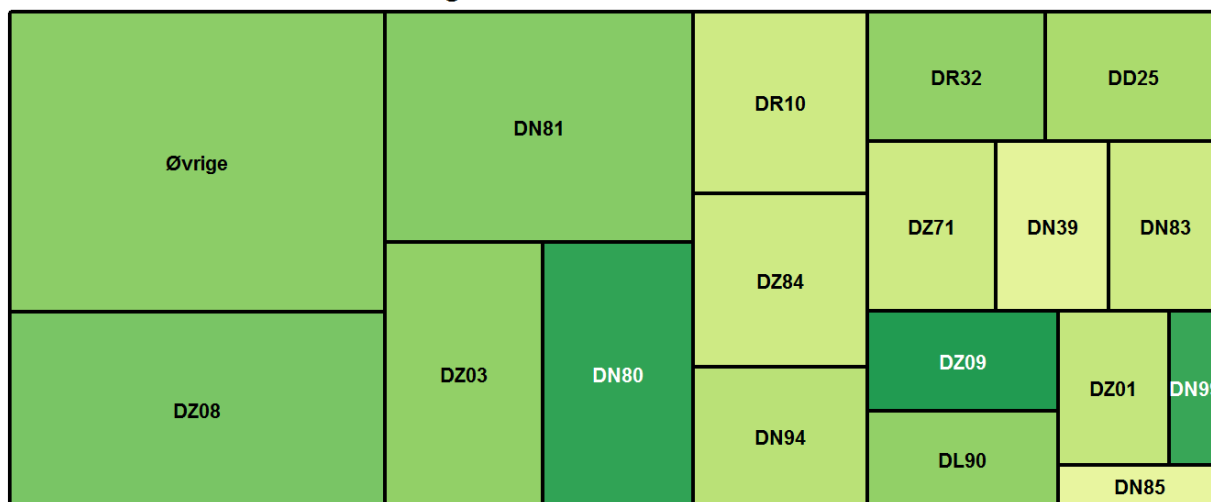 Øvrige
DZ08
DN81
DZ03
DN80
DR10
DZ84
DN94
DR32
DD25
DZ71
DN39
DN83
DZ09
DL90
DZ01
DN85